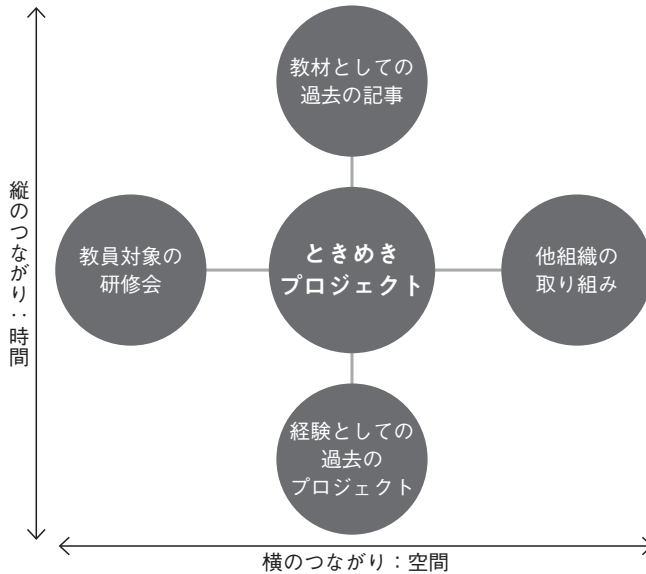 教材としての
過去の記事
縦のつながり：時間
教員対象の
研修会
ときめき
プロジェクト
他組織の
取り組み
経験としての
過去の
プロジェクト
横のつながり：空間